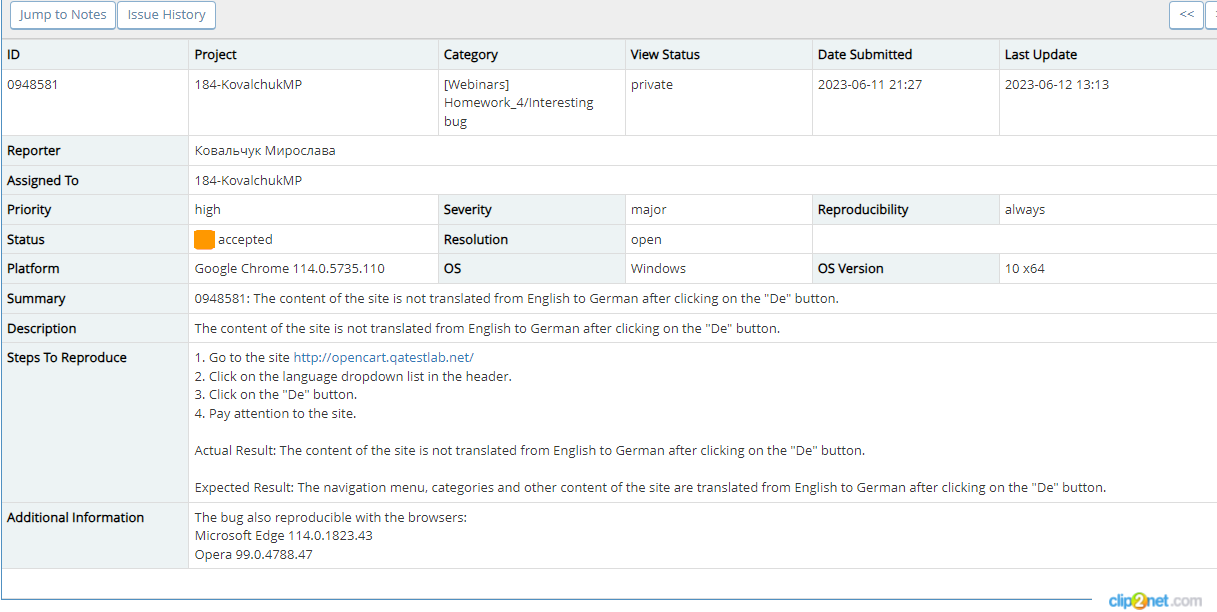 Jump to Notes Issue History <<
ID Project Category View Status Date Submitted Last Update
0948581 184-KovalchukMP [Webinars] private 2023-06-11 21:27 2023-06-12 13:13
Homework_4/Interesting
bug
Reporter Ковальчук Мирослава
Assigned To 184-KovalchukMP
Priority high Severity major Reproducibility always
Status accepted Resolution open
Platform Google Chrome 114.0.5735.110 OS Windows OS Version 10 x64
Summary 0948581: The content of the site is not translated from English to German after clicking on the "De" button.
Description The content of the site is not translated from English to German after clicking on the "De" button.
Steps To Reproduce 1. Go to the site http://opencart.qatestlab.net/
2. Click on the language dropdown list in the header.
3. Click on the "De" button.
4. Pay attention to the site.
Actual Result: The content of the site is not translated from English to German after clicking on the "De" button.
Expected Result: The navigation menu, categories and other content of the site are translated from English to German after clicking on the "De" button.
Additional Information The bug also reproducible with the browsers:
Microsoft Edge 114.0.1823.43
Opera 99.0.4788.47
clip2net.com